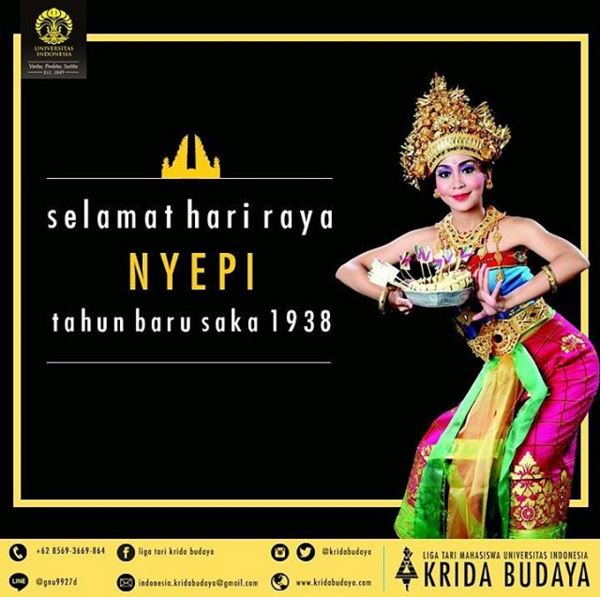 UNIVERSITAS
INDONESIA
Veritas, Probitas, Iustitia
EST. 1849
selamat hari raya
NYEPI
tahun baru saka 1938
+62 8569-3669-864
liga tari krida budaya
@kridabudaya
LIGA TARI MAHASISWA UNIVERSITAS INDONESIA
KRIDA BUDAYA
LINE
@gnu9927d
indonesia.kridabudaya@gmail.com
www.kridabudaya.com